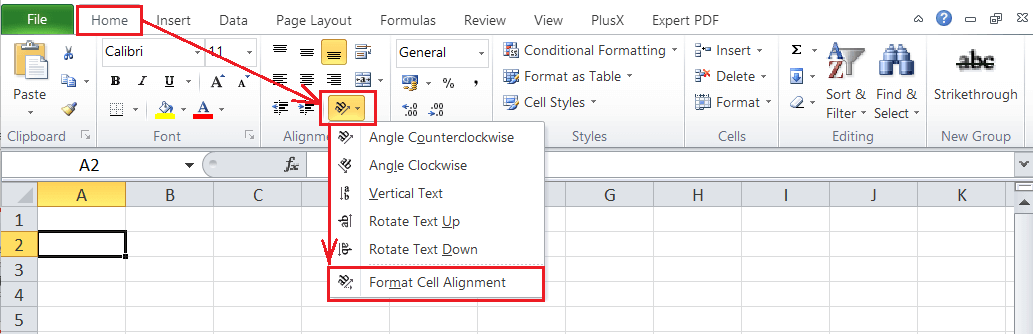 File Home Insert Data Page Layout Formulas Review View PlusX Expert PDF
Paste
Clipboard
Calibri 11
B I U A A
A
Font
Alignm
General
% ,
.00 .00
Conditional Formatting
Format as Table
Cell Styles
Styles
Insert
Delete
Format
Cells
Σ
A Z
Sort & Filter
Find & Select
Editing
abc
Strikethrough
New Group
Angle Counterclockwise
Angle Clockwise
Vertical Text
Rotate Text Up
Rotate Text Down
Format Cell Alignment
A2 fx
A B C G H I J K
1
2
3
4
5